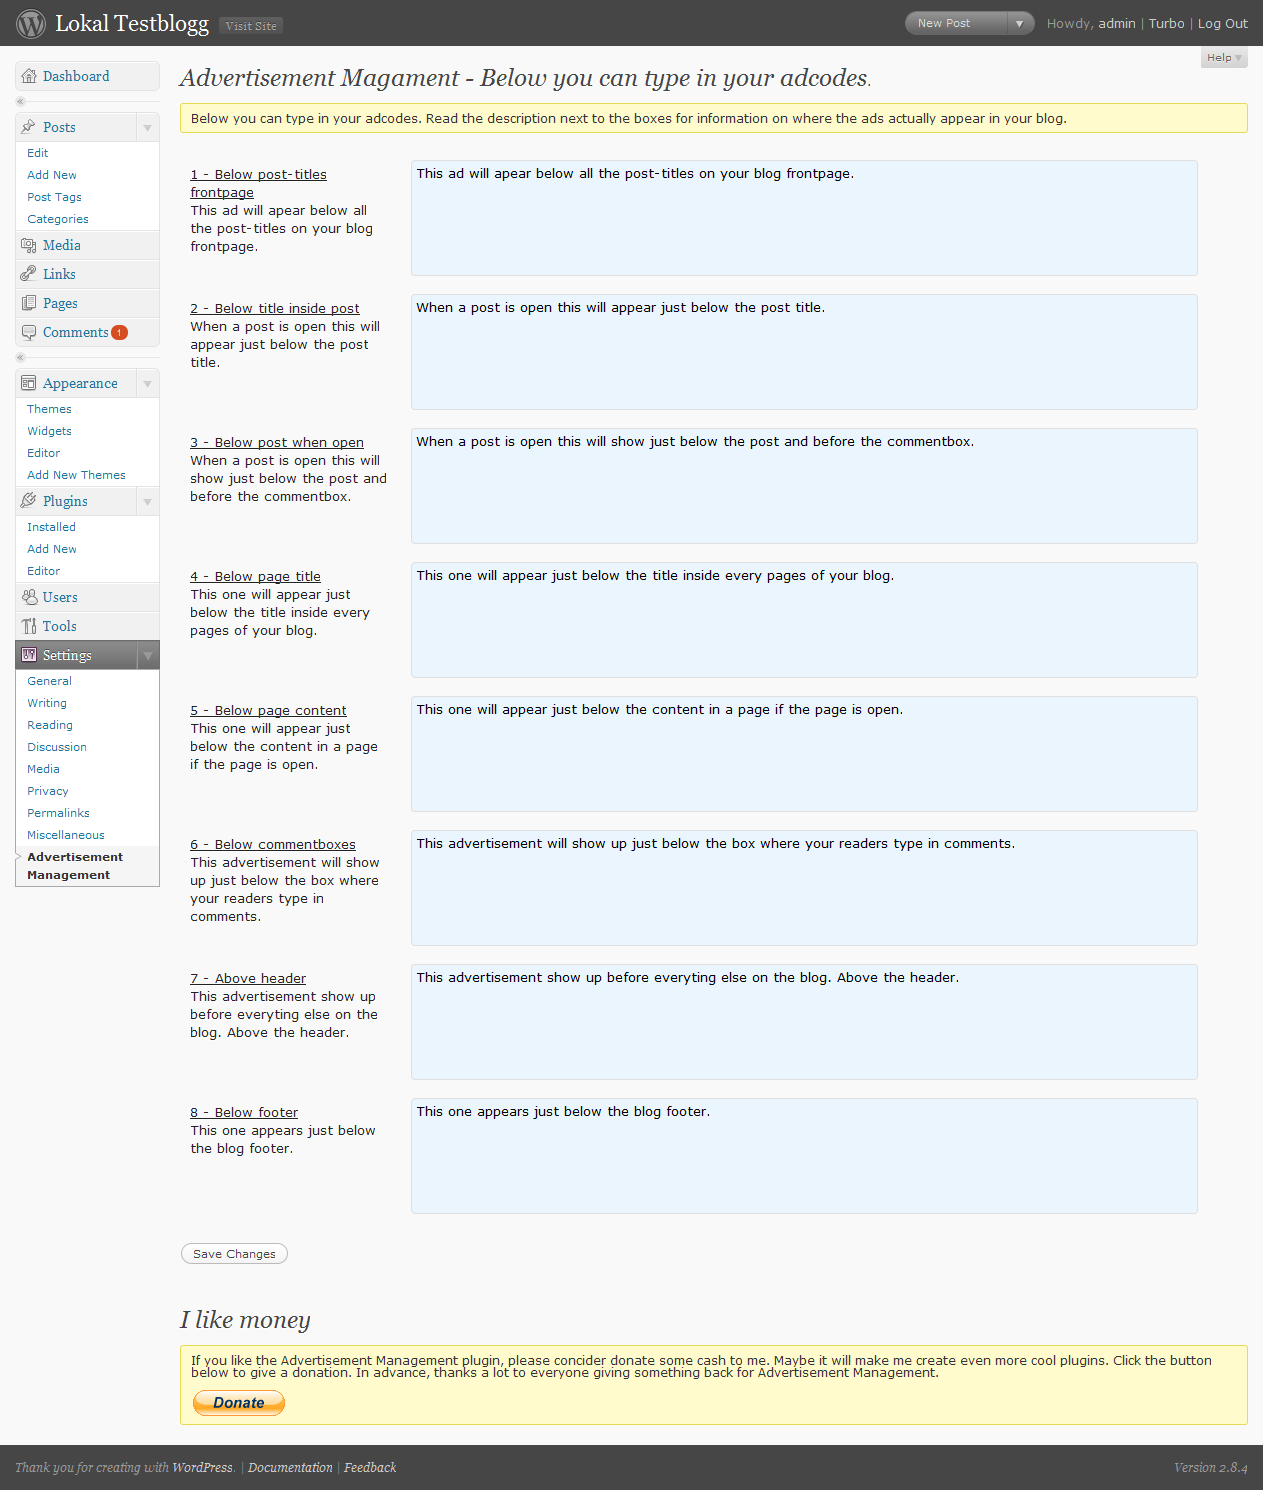 Lokal Testblogg Visit Site New Post Howdy, admin | Turbo | Log Out
Help
Dashboard
Posts
Edit
Add New
Post Tags
Categories
Media
Links
Pages
Comments 1
Appearance
Themes
Widgets
Editor
Add New Themes
Plugins
Installed
Add New
Editor
Users
Tools
Settings
General
Writing
Reading
Discussion
Media
Privacy
Permalinks
Miscellaneous
Advertisement
Management
Advertisement Magament - Below you can type in your adcodes.
Below you can type in your adcodes. Read the description next to the boxes for information on where the ads actually appear in your blog.
1 - Below post-titles
frontpage
This ad will apear below all
the post-titles on your blog
frontpage.
This ad will apear below all the post-titles on your blog frontpage.
2 - Below title inside post
When a post is open this will
appear just below the post
title.
When a post is open this will appear just below the post title.
3 - Below post when open
When a post is open this will
show just below the post and
before the commentbox.
When a post is open this will show just below the post and before the commentbox.
4 - Below page title
This one will appear just
below the title inside every
pages of your blog.
This one will appear just below the title inside every pages of your blog.
5 - Below page content
This one will appear just
below the content in a page
if the page is open.
This one will appear just below the content in a page if the page is open.
6 - Below commentboxes
This advertisement will show
up just below the box where
your readers type in
comments.
This advertisement will show up just below the box where your readers type in comments.
7 - Above header
This advertisement show up
before everyting else on the
blog. Above the header.
This advertisement show up before everyting else on the blog. Above the header.
8 - Below footer
This one appears just below
the blog footer.
This one appears just below the blog footer.
Save Changes
I like money
If you like the Advertisement Management plugin, please concider donate some cash to me. Maybe it will make me create even more cool plugins. Click the button
below to give a donation. In advance, thanks a lot to everyone giving something back for Advertisement Management.
Donate
Thank you for creating with WordPress. | Documentation | Feedback Version 2.8.4